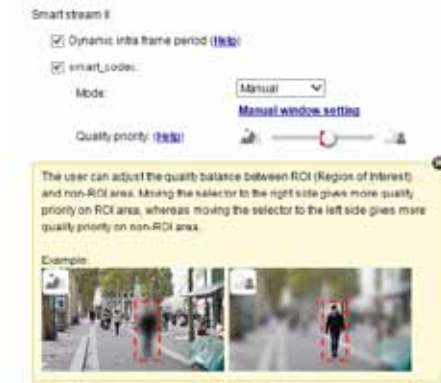 Smart stream II
Dynamic intra frame period (Help)
smart_codec:
Mode: Manual
Manual window setting
Quality priority: (Help)
The user can adjust the quality balance between ROI (Region of Interest)
and non-ROI area. Moving the selector to the right side gives more quality
priority on ROI area, whereas moving the selector to the left side gives more
quality priority on non-ROI area.
Example: